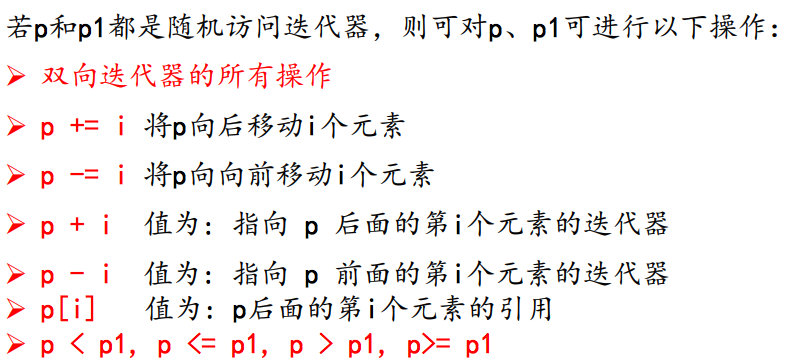 若p和p1都是随机访问迭代器，则可对p、p1可进行以下操作：
➢ 双向迭代器的所有操作
➢ p += i 将p向后移动i个元素
➢ p -= i 将p向向前移动i个元素
➢ p + i 值为：指向 p 后面的第i个元素的迭代器
➢ p - i 值为：指向 p 前面的第i个元素的迭代器
➢ p[i] 值为：p后面的第i个元素的引用
➢ p < p1, p <= p1, p > p1, p>= p1